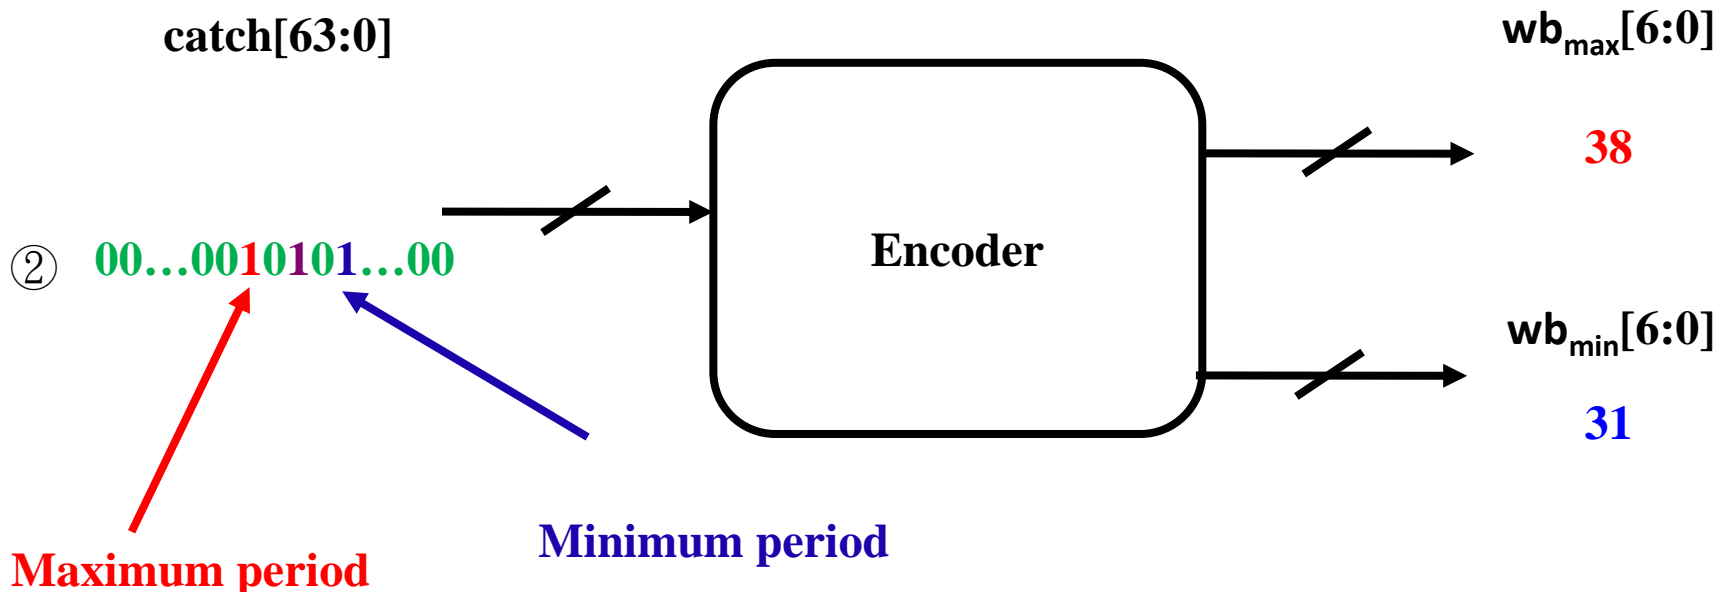 catch[63:0]
wbmax[6:0]
38
② 00...0010101...00
Encoder
wbmin[6:0]
31
Minimum period
Maximum period